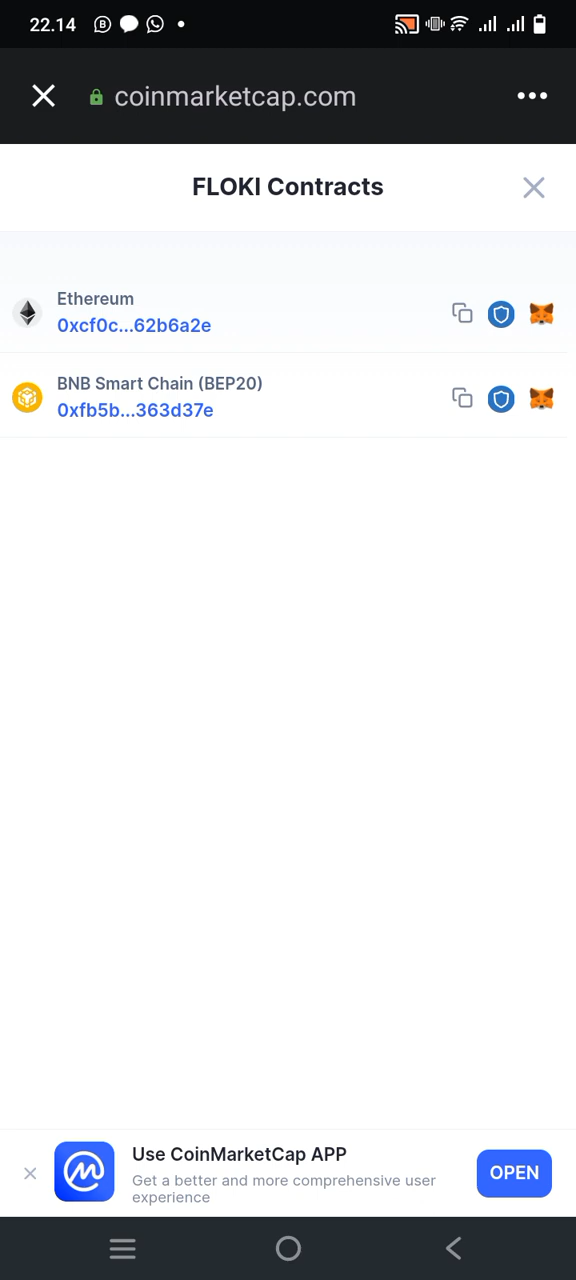 22.14
coinmarketcap.com
FLOKI Contracts
Ethereum
0xcf0c...62b6a2e
BNB Smart Chain (BEP20)
0xfb5b...363d37e
Use CoinMarketCap APP
Get a better and more comprehensive user
experience
OPEN